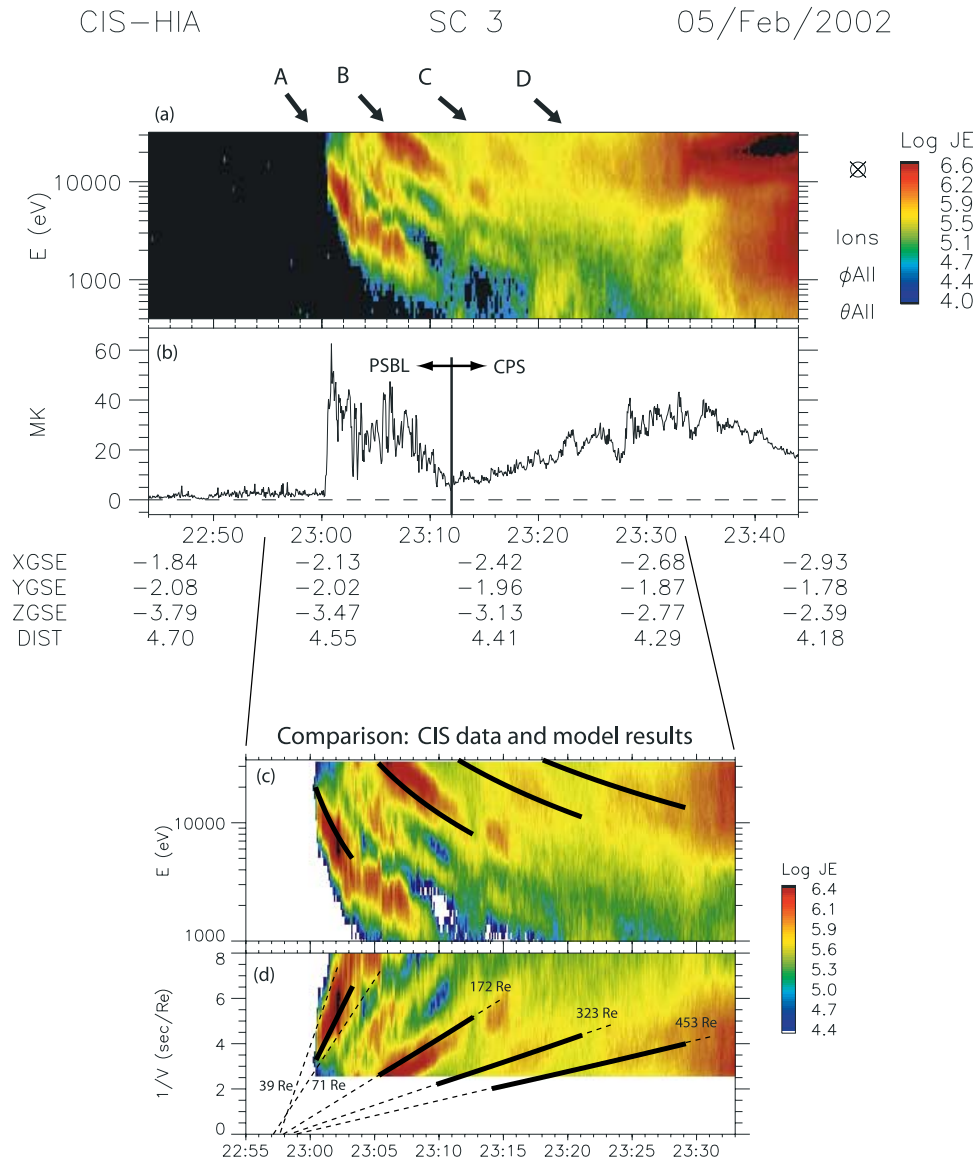 CIS-HIA SC 3 05/Feb/2002
A B C D
(a)
Log JE
10000
1000
E (eV)
Ions
φAll
θAll
6.6
6.2
5.9
5.5
5.1
4.7
4.4
4.0
(b)
PSBL CPS
60
40
20
0
MK
22:50 23:00 23:10 23:20 23:30 23:40
XGSE -1.84 -2.13 -2.42 -2.68 -2.93
YGSE -2.08 -2.02 -1.96 -1.87 -1.78
ZGSE -3.79 -3.47 -3.13 -2.77 -2.39
DIST 4.70 4.55 4.41 4.29 4.18
Comparison: CIS data and model results
(c)
10000
1000
E (eV)
Log JE
6.4
6.1
5.8
5.6
5.3
5.0
4.7
4.4
(d)
8
6
4
2
0
1/V (sec/Re)
39 Re
71 Re
172 Re
323 Re
453 Re
22:55 23:00 23:05 23:10 23:15 23:20 23:25 23:30